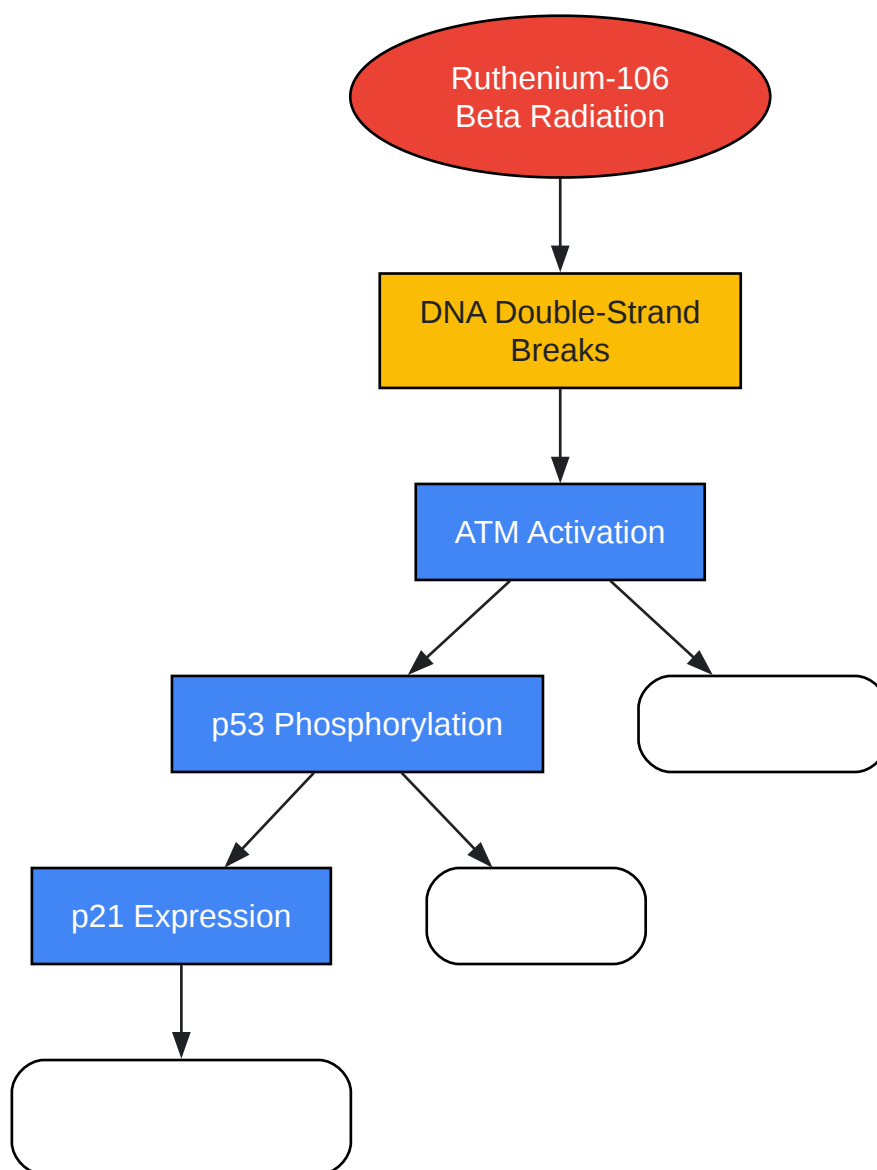 Ruthenium-106
Beta Radiation
DNA Double-Strand
Breaks
ATM Activation
p53 Phosphorylation
p21 Expression